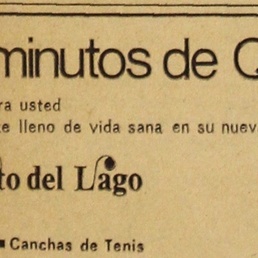 minutos de
ra usted
lleno de vida sana en su nuev
to del Lago
■ Canchas de Tenis